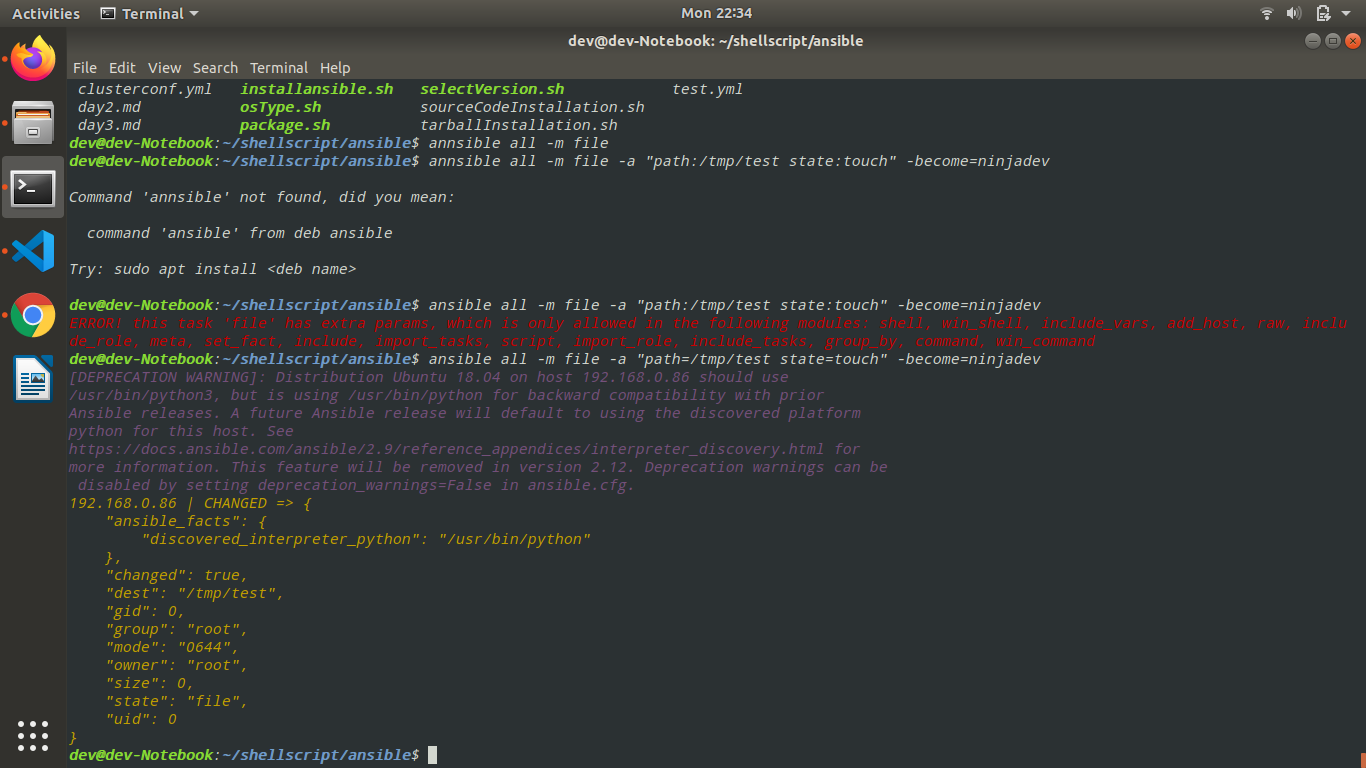 Activities Terminal Mon 22:34
dev@dev-Notebook: ~/shellscript/ansible
File Edit View Search Terminal Help
clusterconf.yml installansible.sh selectVersion.sh test.yml
day2.md osType.sh sourceCodeInstallation.sh
day3.md package.sh tarballInstallation.sh
dev@dev-Notebook:~/shellscript/ansible$ annsible all -m file
dev@dev-Notebook:~/shellscript/ansible$ annsible all -m file -a "path:/tmp/test state:touch" -become=ninjadev
Command 'annsible' not found, did you mean:
command 'ansible' from deb ansible
Try: sudo apt install <deb name>
dev@dev-Notebook:~/shellscript/ansible$ ansible all -m file -a "path:/tmp/test state:touch" -become=ninjadev
ERROR! this task 'file' has extra params, which is only allowed in the following modules: shell, win_shell, include_vars, add_host, raw, inclu
de_role, meta, set_fact, include, import_tasks, script, import_role, include_tasks, group_by, command, win_command
dev@dev-Notebook:~/shellscript/ansible$ ansible all -m file -a "path=/tmp/test state=touch" -become=ninjadev
[DEPRECATION WARNING]: Distribution Ubuntu 18.04 on host 192.168.0.86 should use
/usr/bin/python3, but is using /usr/bin/python for backward compatibility with prior
Ansible releases. A future Ansible release will default to using the discovered platform
python for this host. See
https://docs.ansible.com/ansible/2.9/reference_appendices/interpreter_discovery.html for
more information. This feature will be removed in version 2.12. Deprecation warnings can be
disabled by setting deprecation_warnings=False in ansible.cfg.
192.168.0.86 | CHANGED => {
"ansible_facts": {
"discovered_interpreter_python": "/usr/bin/python"
},
"changed": true,
"dest": "/tmp/test",
"gid": 0,
"group": "root",
"mode": "0644",
"owner": "root",
"size": 0,
"state": "file",
"uid": 0
}
dev@dev-Notebook:~/shellscript/ansible$